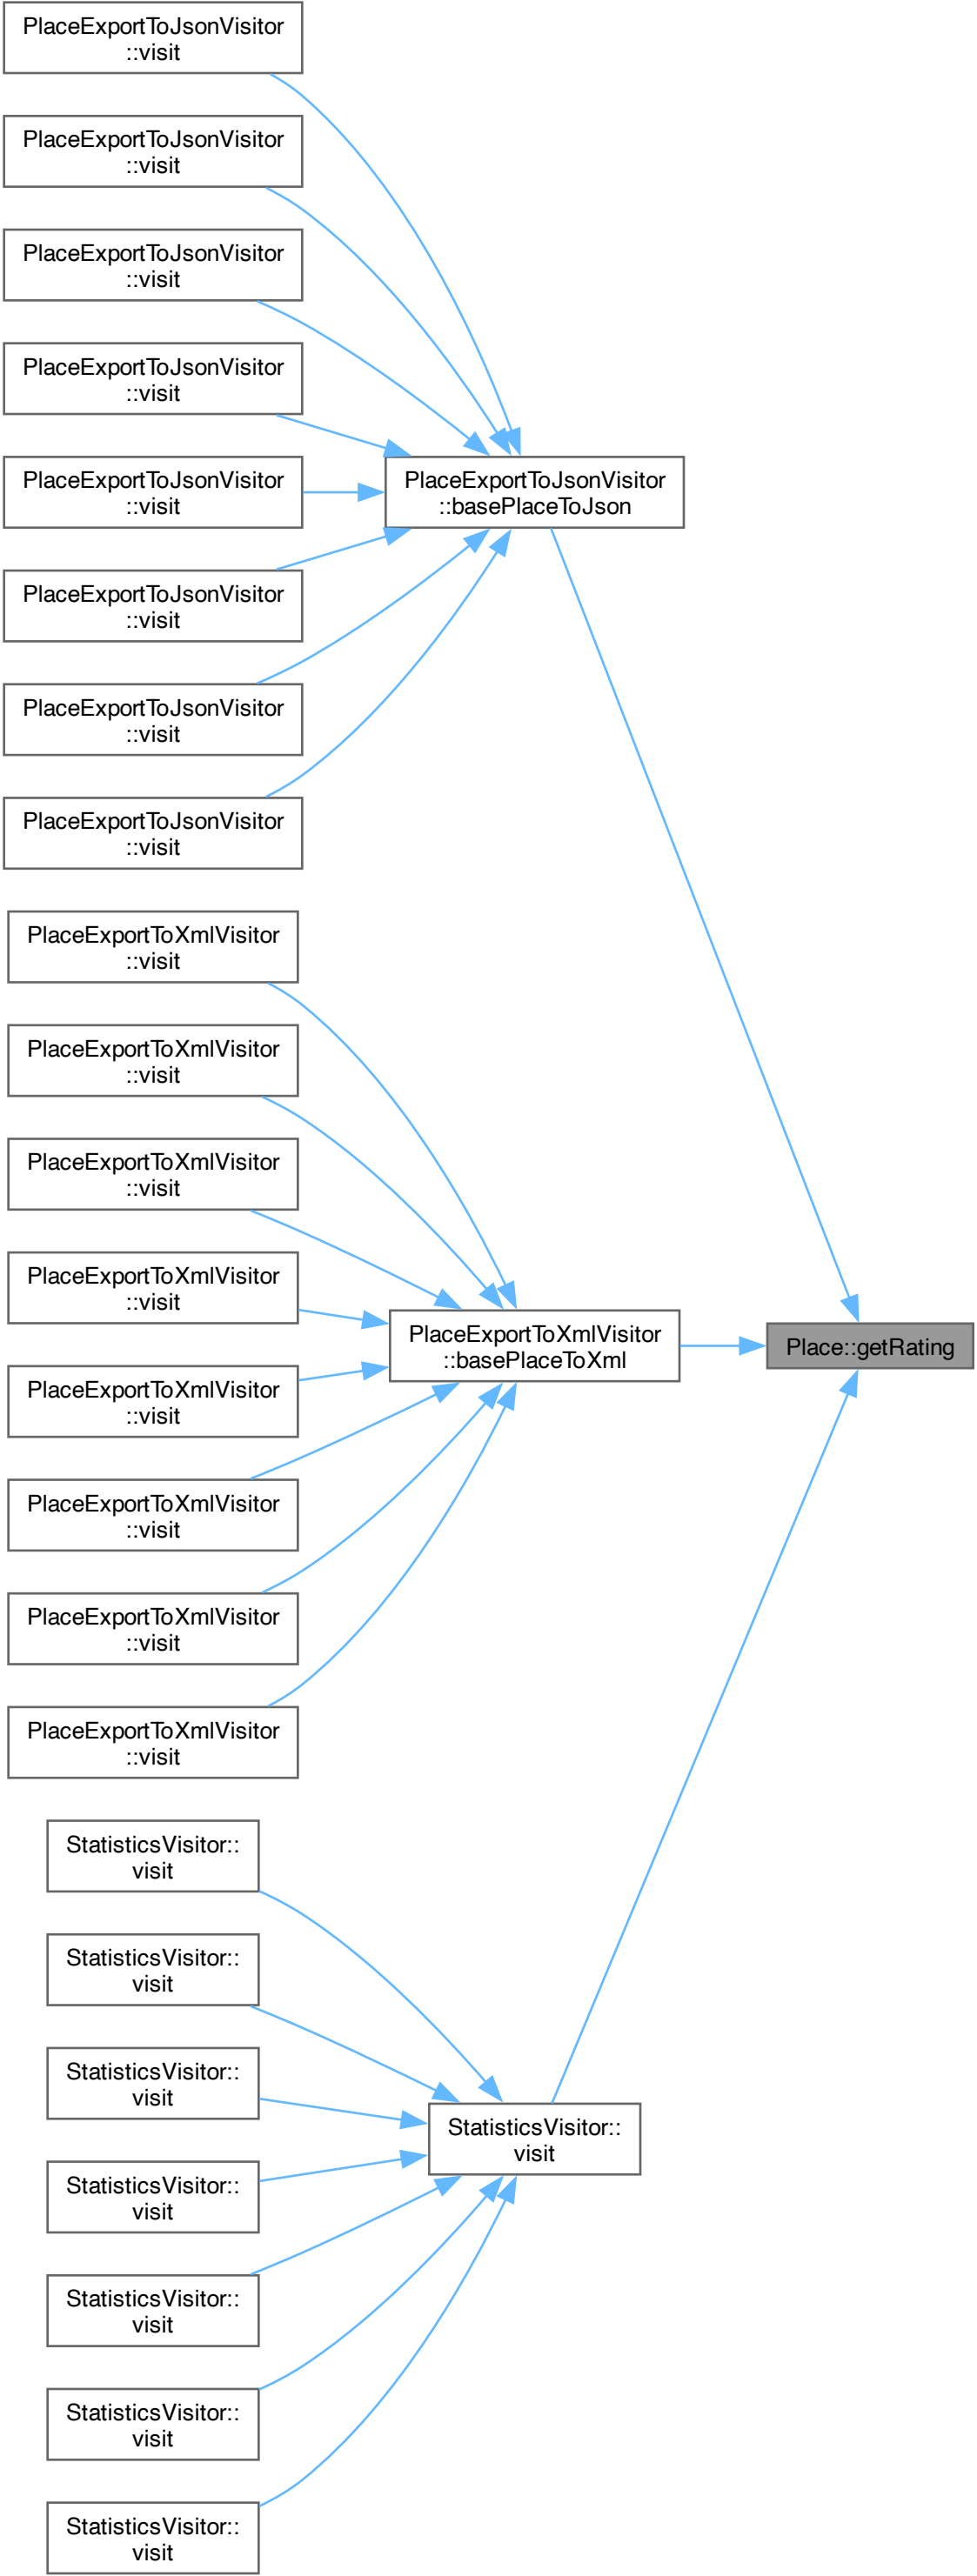 PlaceExportToJsonVisitor
::visit
PlaceExportToJsonVisitor
::visit
PlaceExportToJsonVisitor
::visit
PlaceExportToJsonVisitor
::visit
PlaceExportToJsonVisitor
::visit
PlaceExportToJsonVisitor
::visit
PlaceExportToJsonVisitor
::visit
PlaceExportToJsonVisitor
::visit
PlaceExportToJsonVisitor
::basePlaceToJson
PlaceExportToXmlVisitor
::visit
PlaceExportToXmlVisitor
::visit
PlaceExportToXmlVisitor
::visit
PlaceExportToXmlVisitor
::visit
PlaceExportToXmlVisitor
::visit
PlaceExportToXmlVisitor
::visit
PlaceExportToXmlVisitor
::visit
PlaceExportToXmlVisitor
::visit
PlaceExportToXmlVisitor
::basePlaceToXml
Place::getRating
StatisticsVisitor::
visit
StatisticsVisitor::
visit
StatisticsVisitor::
visit
StatisticsVisitor::
visit
StatisticsVisitor::
visit
StatisticsVisitor::
visit
StatisticsVisitor::
visit
StatisticsVisitor::
visit